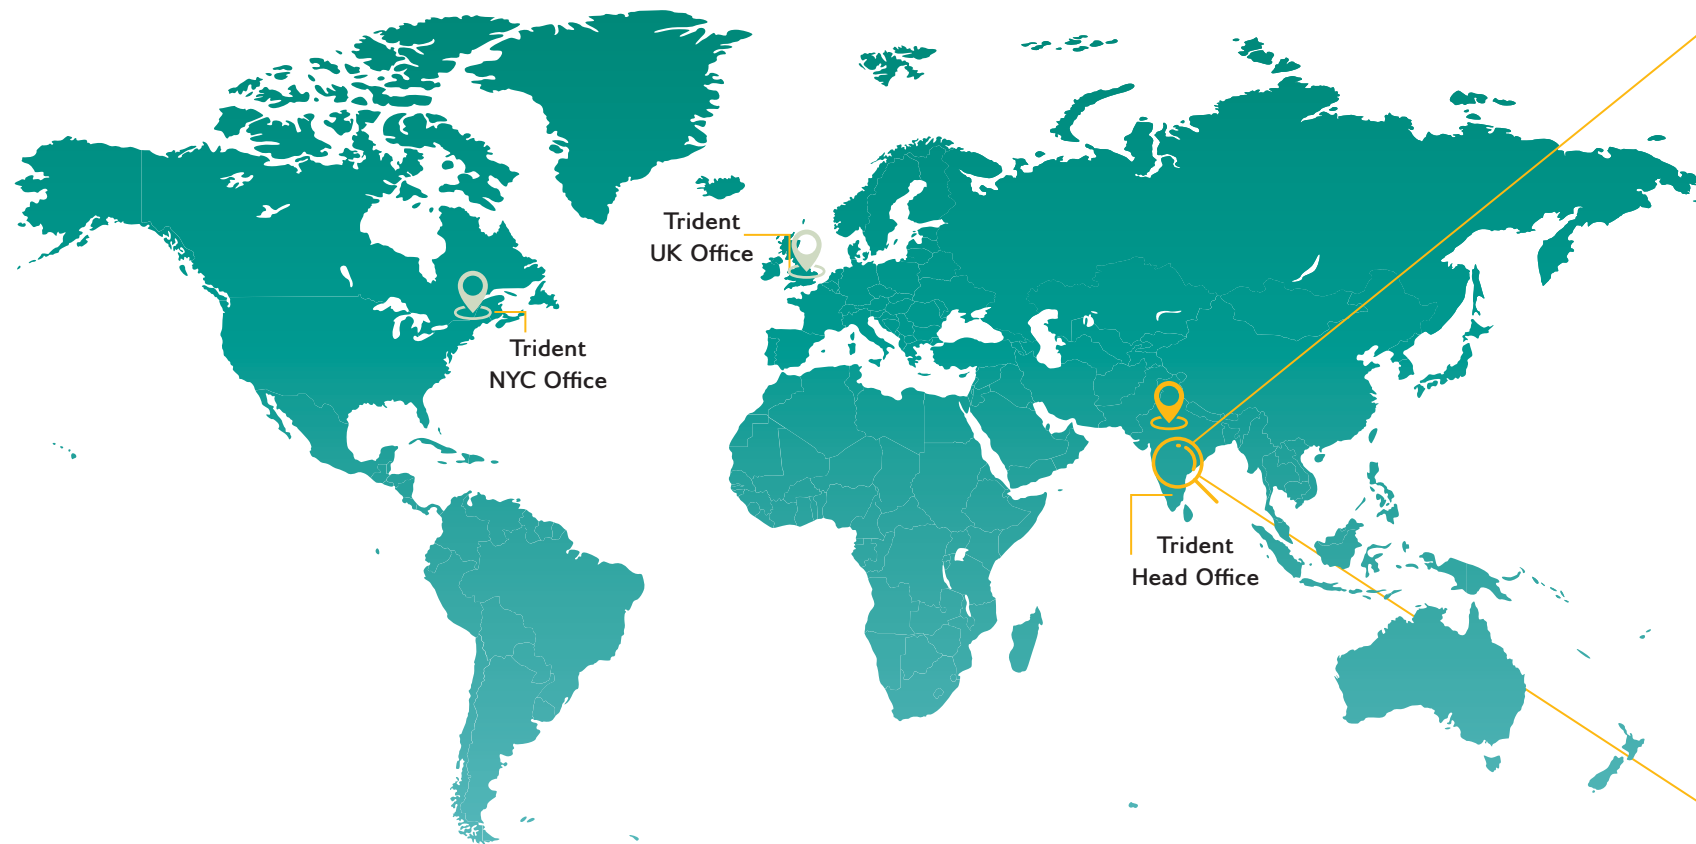 Trident
UK Office
Trident
NYC Office
Trident
Head Office